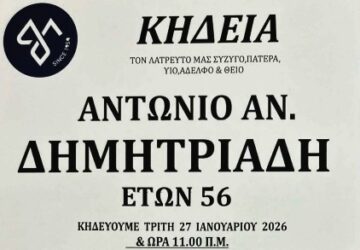 ΚΗΔΕΙΑ
ΤΟΝ ΛΑΤΡΕΥΤΟ ΜΑΣ ΣΥΖΥΓΟ,ΠΑΤΕΡΑ,
ΥΙΟ,ΑΔΕΛΦΟ & ΘΕΙΟ
ΑΝΤΩΝΙΟ ΑΝ.
ΔΗΜΗΤΡΙΑΔΗ
ΕΤΩΝ 56
ΚΗΔΕΥΟΥΜΕ ΤΡΙΤΗ 27 ΙΑΝΟΥΑΡΙΟΥ 2026
& ΩΡΑ 11.00 Π.Μ.